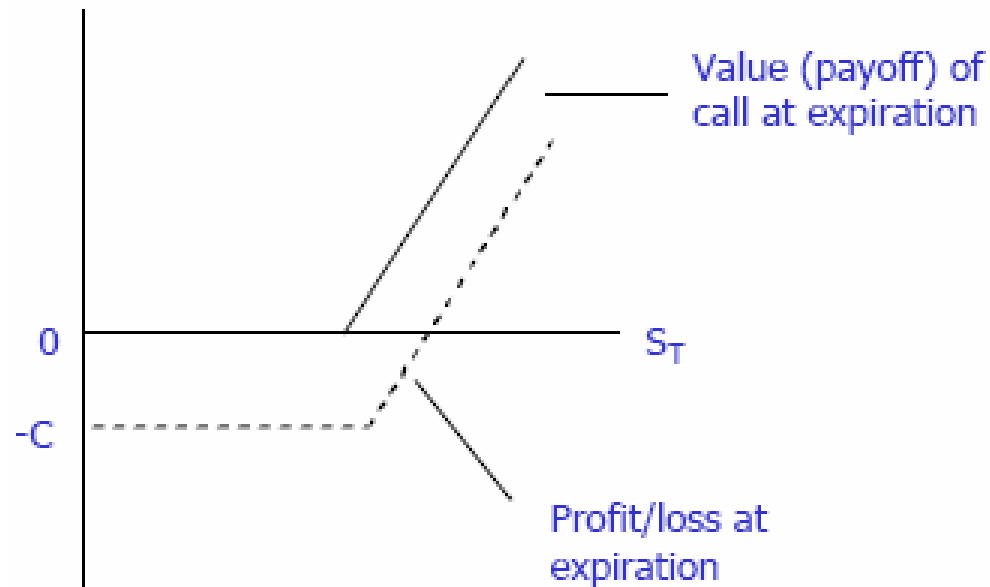 Value (payoff) of
call at expiration
0
S_T
-C
Profit/loss at
expiration